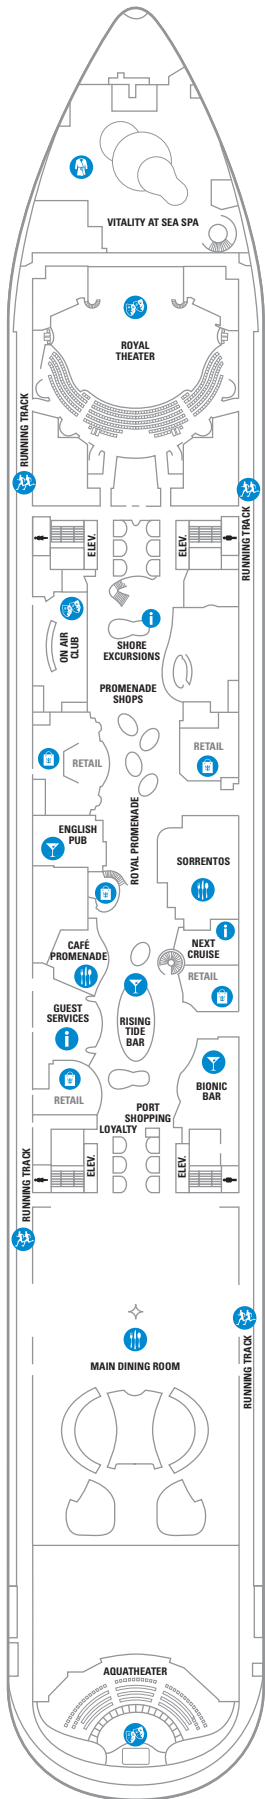 VITALITY AT SEA SPA
ROYAL
THEATER
RUNNING TRACK
RUNNING TRACK
ELEV.
ELEV.
i
ON AIR
CLUB
SHORE
EXCURSIONS
PROMENADE
SHOPS
RETAIL
RETAIL
ROYAL PROMENADE
ENGLISH
PUB
SORRENTOS
CAFÉ
PROMENADE
i
NEXT
CRUISE
RETAIL
GUEST
SERVICES
i
RISING
TIDE
BAR
RETAIL
BIONIC
BAR
PORT
SHOPPING
LOYALTY
ELEV.
ELEV.
RUNNING TRACK
MAIN DINING ROOM
RUNNING TRACK
AQUATHEATER